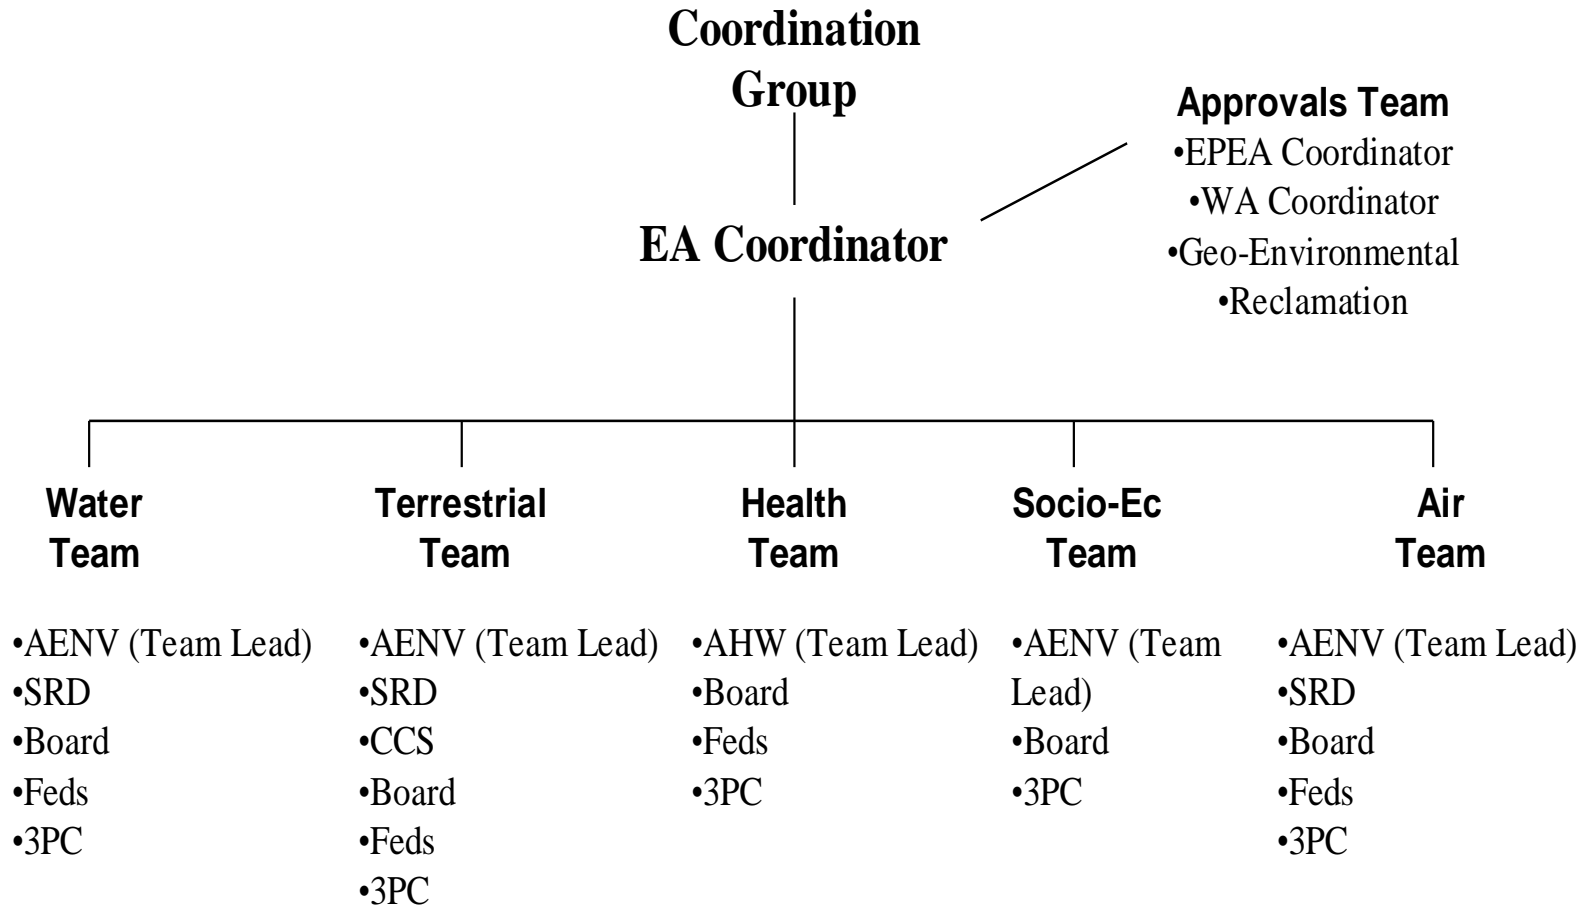 Coordination
Group
Approvals Team
•EPEA Coordinator
•WA Coordinator
•Geo-Environmental
•Reclamation
EA Coordinator
Water
Team
•AENV (Team Lead)
•SRD
•Board
•Feds
•3PC
Terrestrial
Team
•AENV (Team Lead)
•SRD
•CCS
•Board
•Feds
•3PC
Health
Team
•AHW (Team Lead)
•Board
•Feds
•3PC
Socio-Ec
Team
•AENV (Team
Lead)
•Board
•3PC
Air
Team
•AENV (Team Lead)
•SRD
•Board
•Feds
•3PC